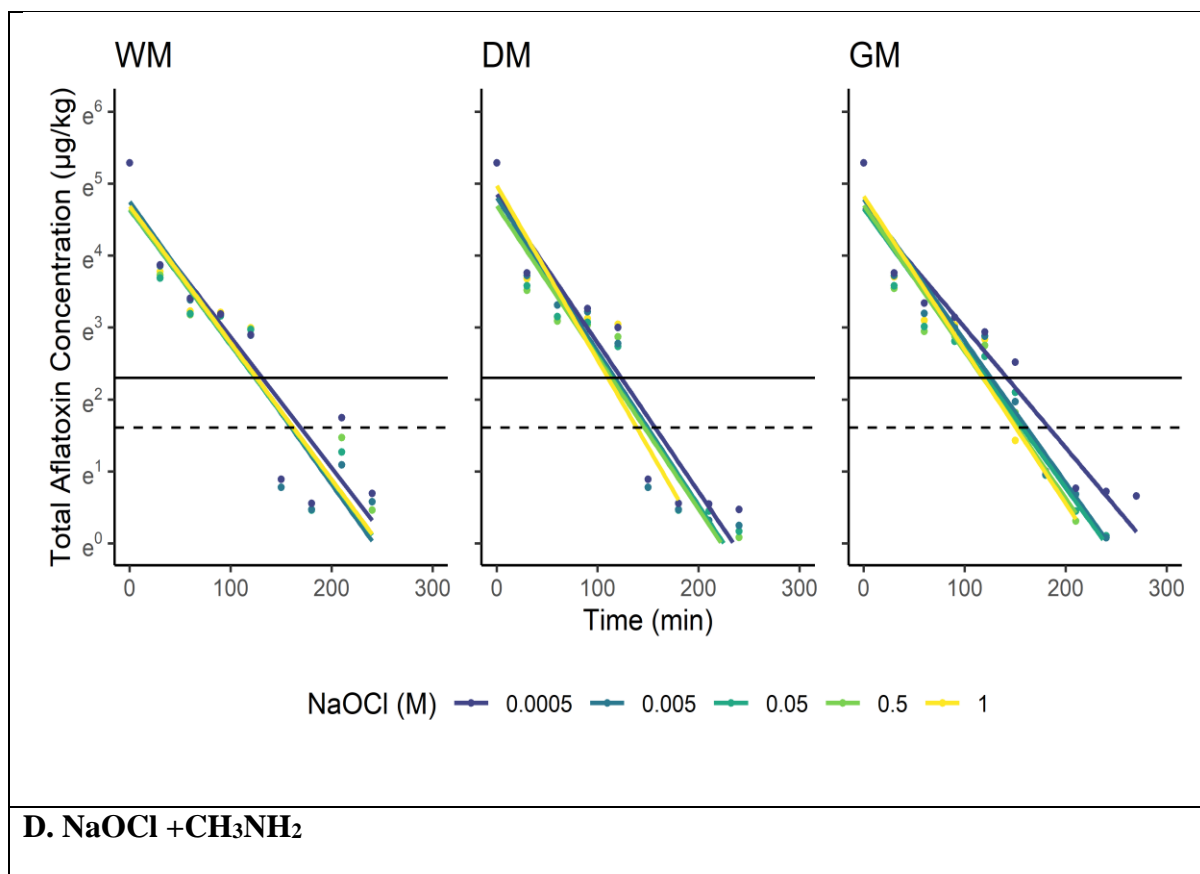 WM DM GM
Total Aflatoxin Concentration (µg/kg)
e⁶
e⁵
e⁴
e³
e²
e¹
e⁰
0 100 200 300 0 100 200 300 0 100 200 300
Time (min)
NaOCl (M) 0.0005 0.005 0.05 0.5 1
D. NaOCl +CH₃NH₂